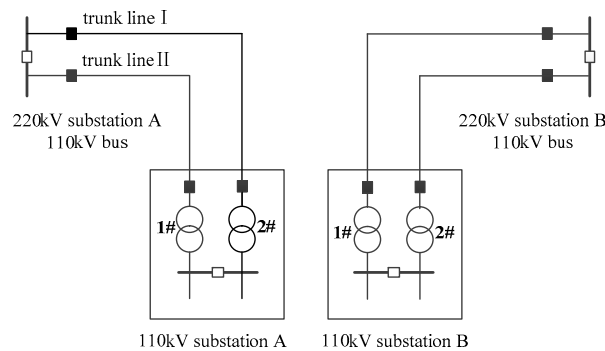 trunk line I
trunk line II
220kV substation A
110kV bus
220kV substation B
110kV bus
1#
2#
1#
2#
110kV substation A
110kV substation B